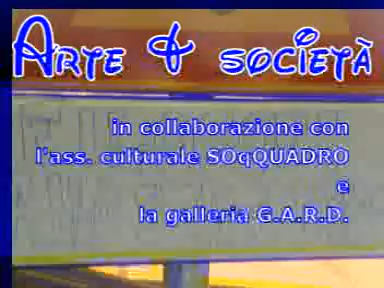 Arte & società
in collaborazione con
l'ass. culturale SOqQUADRO
e
la galleria G.A.R.D.